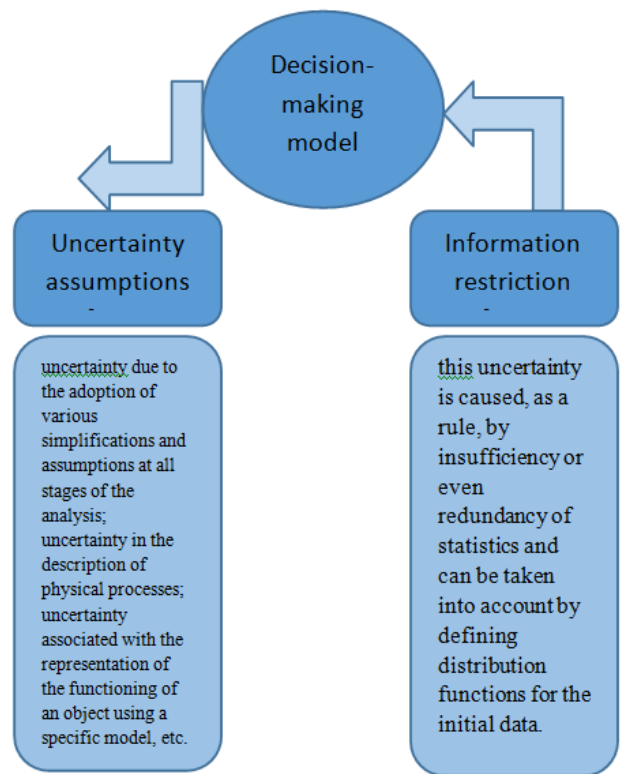 Decision-
making
model
Uncertainty
assumptions
-
uncertainty due to
the adoption of
various
simplifications and
assumptions at all
stages of the
analysis;
uncertainty in the
description of
physical processes;
uncertainty
associated with the
representation of
the functioning of
an object using a
specific model, etc.
Information
restriction
-
this uncertainty
is caused, as a
rule, by
insufficiency or
even
redundancy of
statistics and
can be taken
into account by
defining
distribution
functions for the
initial data.